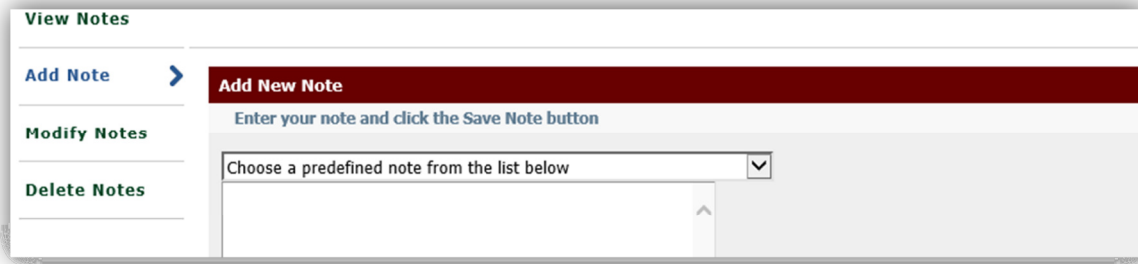 View Notes
Add Note
Modify Notes
Delete Notes
Add New Note
Enter your note and click the Save Note button
Choose a predefined note from the list below